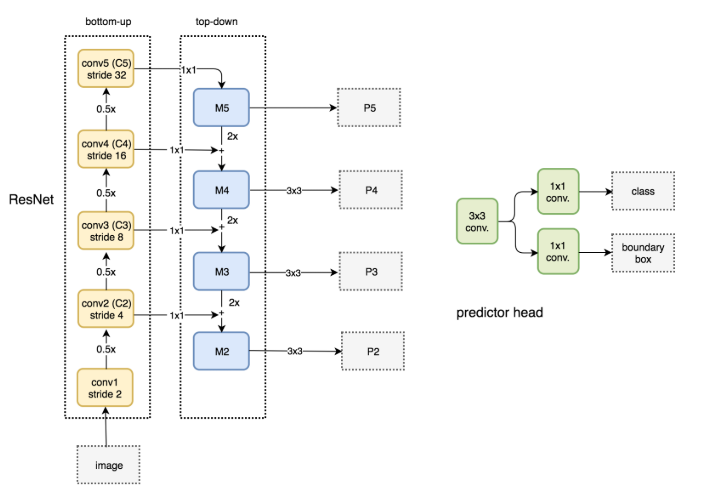 bottom-up
top-down
conv5 (C5)
stride 32
1x1
0.5x
M5
P5
2x
conv4 (C4)
stride 16
1x1
+
0.5x
M4
3x3
P4
2x
conv3 (C3)
stride 8
1x1
+
0.5x
M3
3x3
P3
2x
conv2 (C2)
stride 4
1x1
+
0.5x
M2
3x3
P2
conv1
stride 2
image
ResNet
3x3
conv.
1x1
conv.
class
1x1
conv.
boundary
box
predictor head